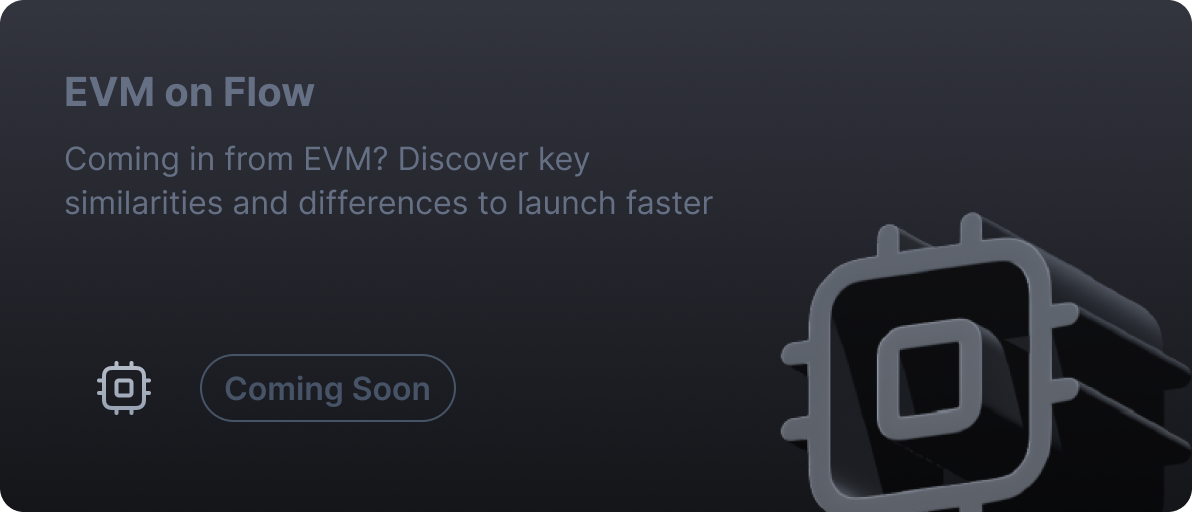 EVM on Flow
Coming in from EVM? Discover key
similarities and differences to launch faster
Coming Soon